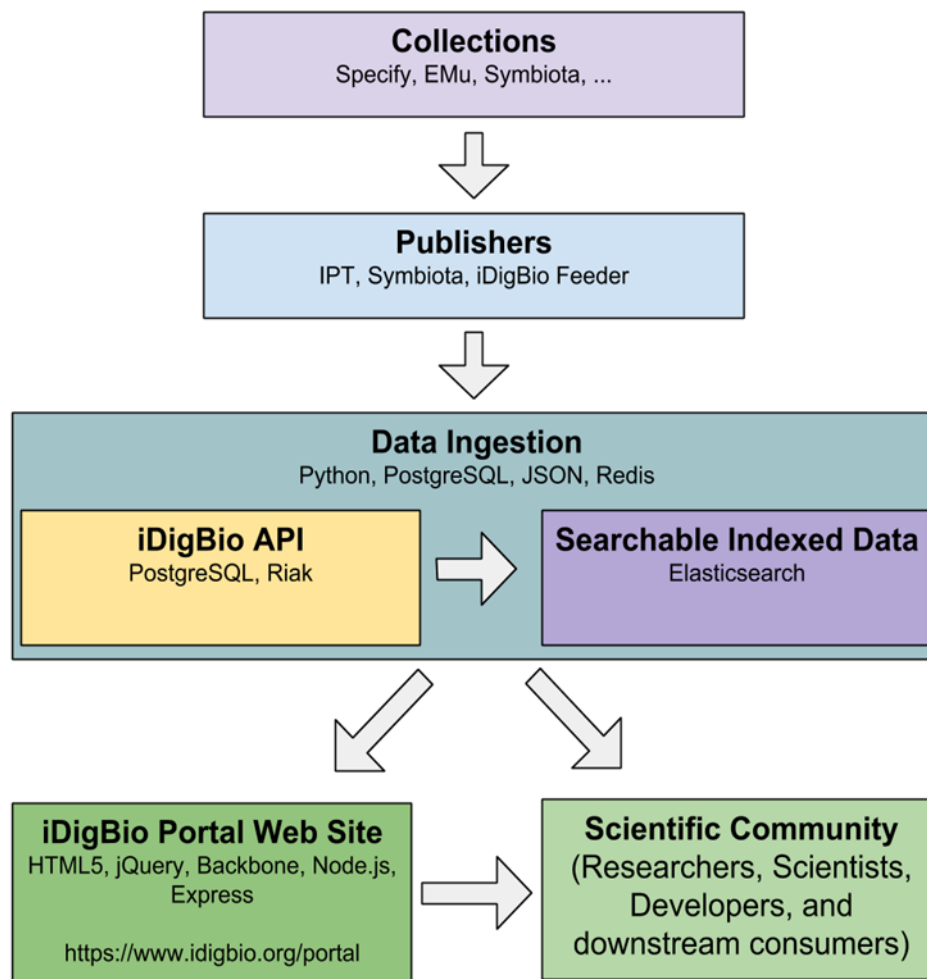 Collections
Specify, EMu, Symbiota, ...
Publishers
IPT, Symbiota, iDigBio Feeder
Data Ingestion
Python, PostgreSQL, JSON, Redis
iDigBio API
PostgreSQL, Riak
Searchable Indexed Data
Elasticsearch
iDigBio Portal Web Site
HTML5, jQuery, Backbone, Node.js,
Express
https://www.idigbio.org/portal
Scientific Community
(Researchers, Scientists,
Developers, and
downstream consumers)